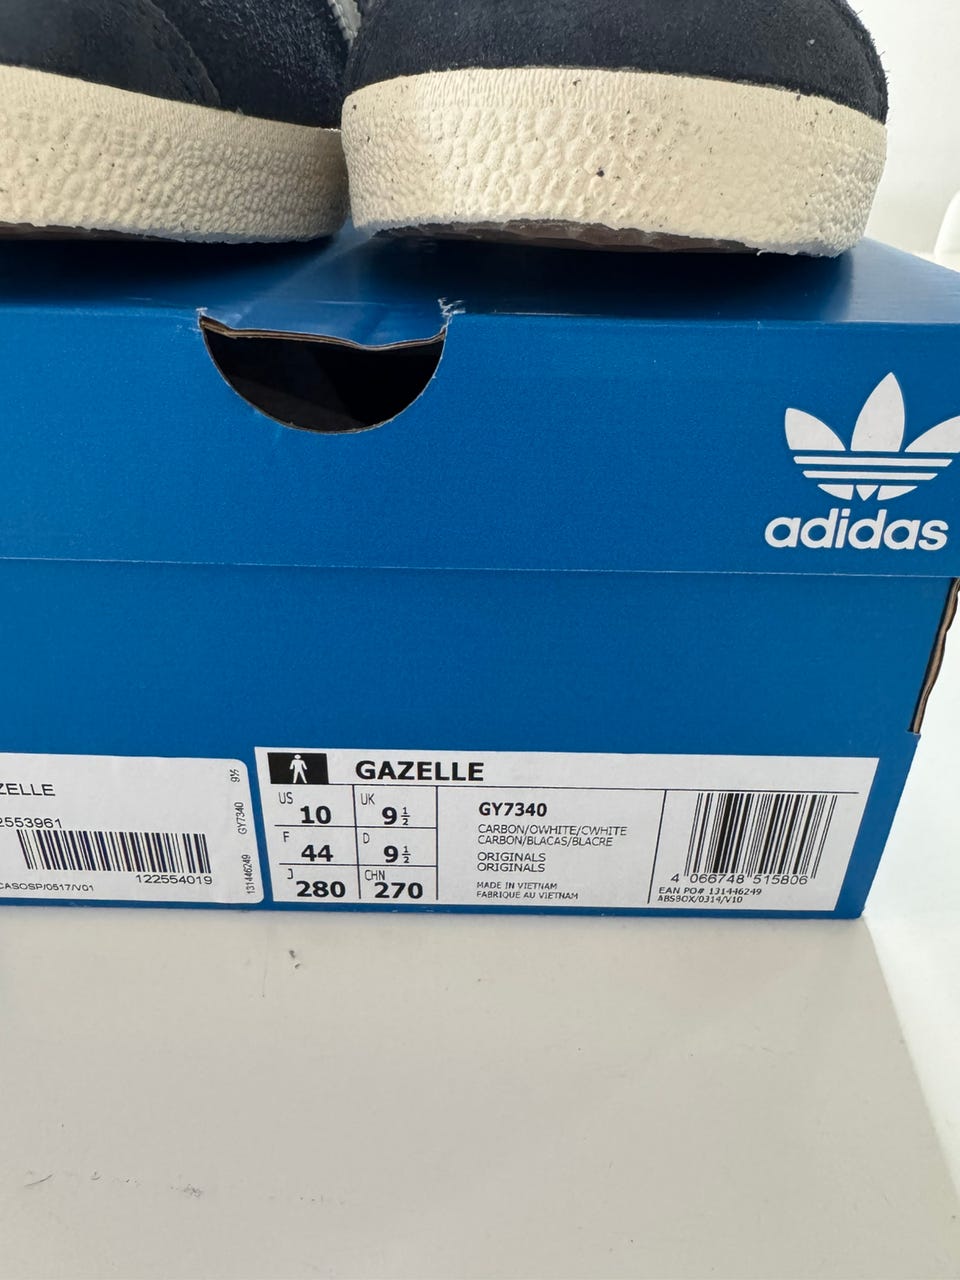 adidas
ZELLE
2553961
122554019
CASOSP/0517/V01
9½
GY7340
131446249
GAZELLE
US 10 UK 9 1/2
F 44 D 9 1/2
J 280 CHN 270
GY7340
CARBON/OWHITE/CWHITE
CARBON/BLACAS/BLACRE
ORIGINALS
ORIGINALS
MADE IN VIETNAM
FABRIQUE AU VIETNAM
4 066748 515806
EAN PO# 131446249
ABSBOX/0314/V10